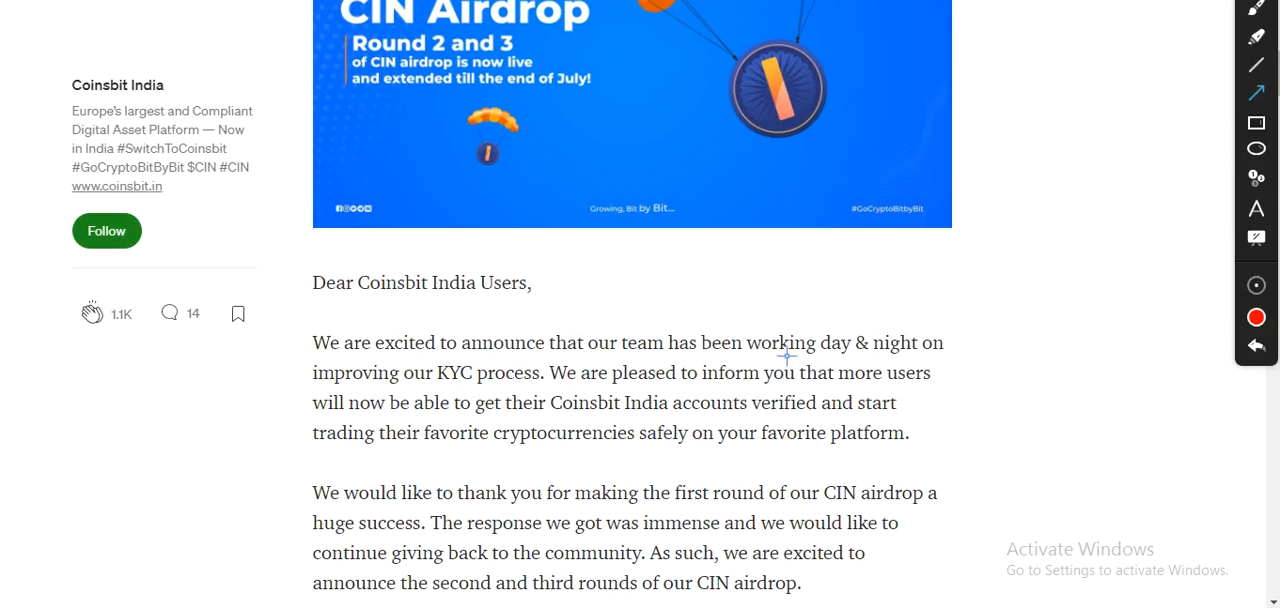 CIN Airdrop
Round 2 and 3
of CIN airdrop is now live
and extended till the end of July!
Growing, Bit by Bit...
#GoCryptoBitbyBit
Coinsbit India
Europe's largest and Compliant
Digital Asset Platform — Now
in India #SwitchToCoinsbit
#GoCryptoBitByBit $CIN #CIN
www.coinsbit.in
Follow
1.1K
14
Dear Coinsbit India Users,
We are excited to announce that our team has been working day & night on
improving our KYC process. We are pleased to inform you that more users
will now be able to get their Coinsbit India accounts verified and start
trading their favorite cryptocurrencies safely on your favorite platform.
We would like to thank you for making the first round of our CIN airdrop a
huge success. The response we got was immense and we would like to
continue giving back to the community. As such, we are excited to
announce the second and third rounds of our CIN airdrop.
Activate Windows
Go to Settings to activate Windows.